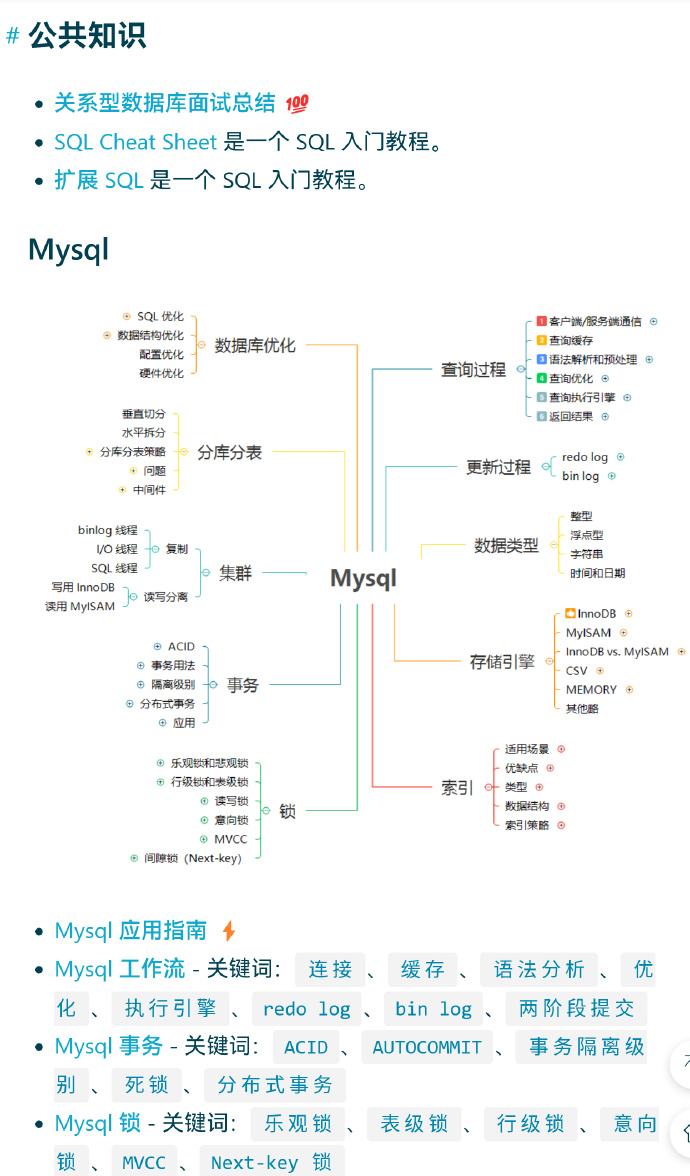 # 公共知识
关系型数据库面试总结 💯
SQL Cheat Sheet 是一个 SQL 入门教程。
扩展 SQL 是一个 SQL 入门教程。
Mysql
SQL 优化
数据结构优化
配置优化
硬件优化
数据库优化
垂直切分
水平拆分
分库分表策略
问题
中间件
分库分表
binlog 线程
I/O 线程
SQL 线程
复制
写用 InnoDB
读用 MyISAM
读写分离
集群
ACID
事务用法
隔离级别
分布式事务
应用
事务
乐观锁和悲观锁
行级锁和表级锁
读写锁
意向锁
MVCC
间隙锁（Next-key）
锁
Mysql
查询过程
1 客户端/服务端通信
2 查询缓存
3 语法解析和预处理
4 查询优化
5 查询执行引擎
6 返回结果
更新过程
redo log
bin log
数据类型
整型
浮点型
字符串
时间和日期
存储引擎
InnoDB
MyISAM
InnoDB vs. MyISAM
CSV
MEMORY
其他略
索引
适用场景
优缺点
类型
数据结构
索引策略
Mysql 应用指南 ⚡
Mysql 工作流 - 关键词： 连接 、 缓存 、 语法分析 、 优
化 、 执行引擎 、 redo log 、 bin log 、 两阶段提交
Mysql 事务 - 关键词： ACID 、 AUTOCOMMIT 、 事务隔离级
别 、 死锁 、 分布式事务
Mysql 锁 - 关键词： 乐观锁 、 表级锁 、 行级锁 、 意向
锁 、 MVCC 、 Next-key 锁